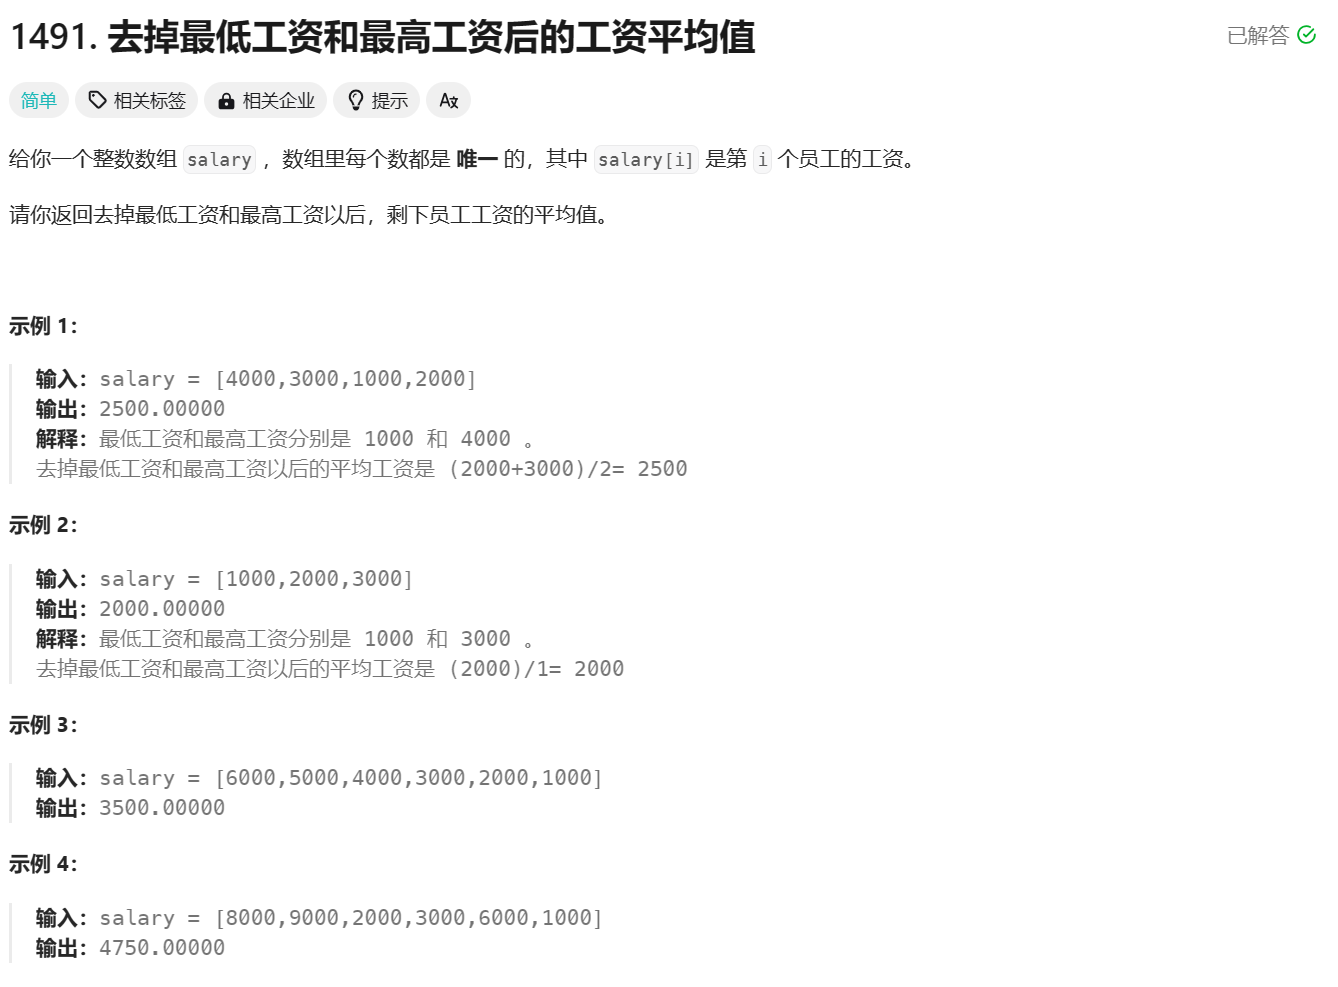 1491. 去掉最低工资和最高工资后的工资平均值
已解答
简单 相关标签 相关企业 提示
给你一个整数数组 salary ，数组里每个数都是 唯一 的，其中 salary[i] 是第 i 个员工的工资。
请你返回去掉最低工资和最高工资以后，剩下员工工资的平均值。
示例 1：
输入：salary = [4000,3000,1000,2000]
输出：2500.00000
解释：最低工资和最高工资分别是 1000 和 4000 。
去掉最低工资和最高工资以后的平均工资是 (2000+3000)/2= 2500
示例 2：
输入：salary = [1000,2000,3000]
输出：2000.00000
解释：最低工资和最高工资分别是 1000 和 3000 。
去掉最低工资和最高工资以后的平均工资是 (2000)/1= 2000
示例 3：
输入：salary = [6000,5000,4000,3000,2000,1000]
输出：3500.00000
示例 4：
输入：salary = [8000,9000,2000,3000,6000,1000]
输出：4750.00000